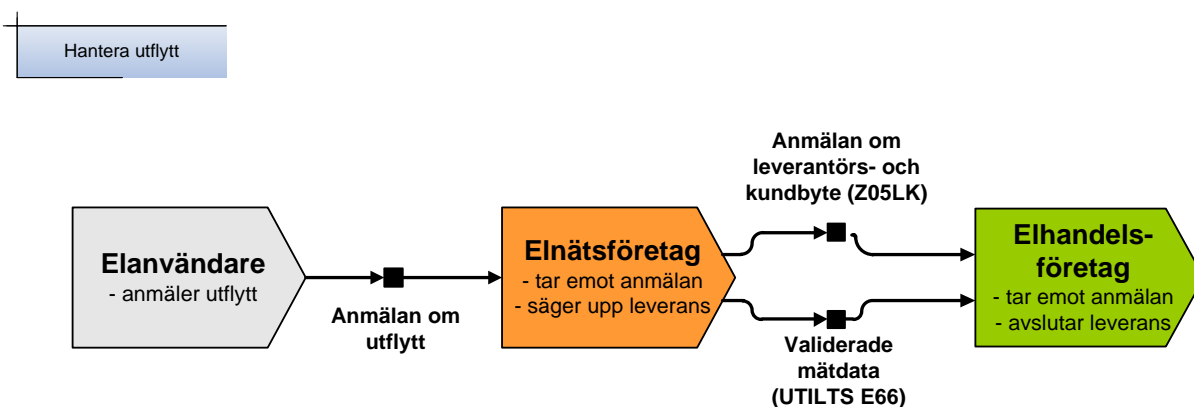 Hantera utflytt
Elanvändare
- anmäler utflytt
Anmälan om
utflytt
Elnätsföretag
- tar emot anmälan
- säger upp leverans
Anmälan om
leverantörs- och
kundbyte (Z05LK)
Validerade
mätdata
(UTILTS E66)
Elhandels-
företag
- tar emot anmälan
- avslutar leverans